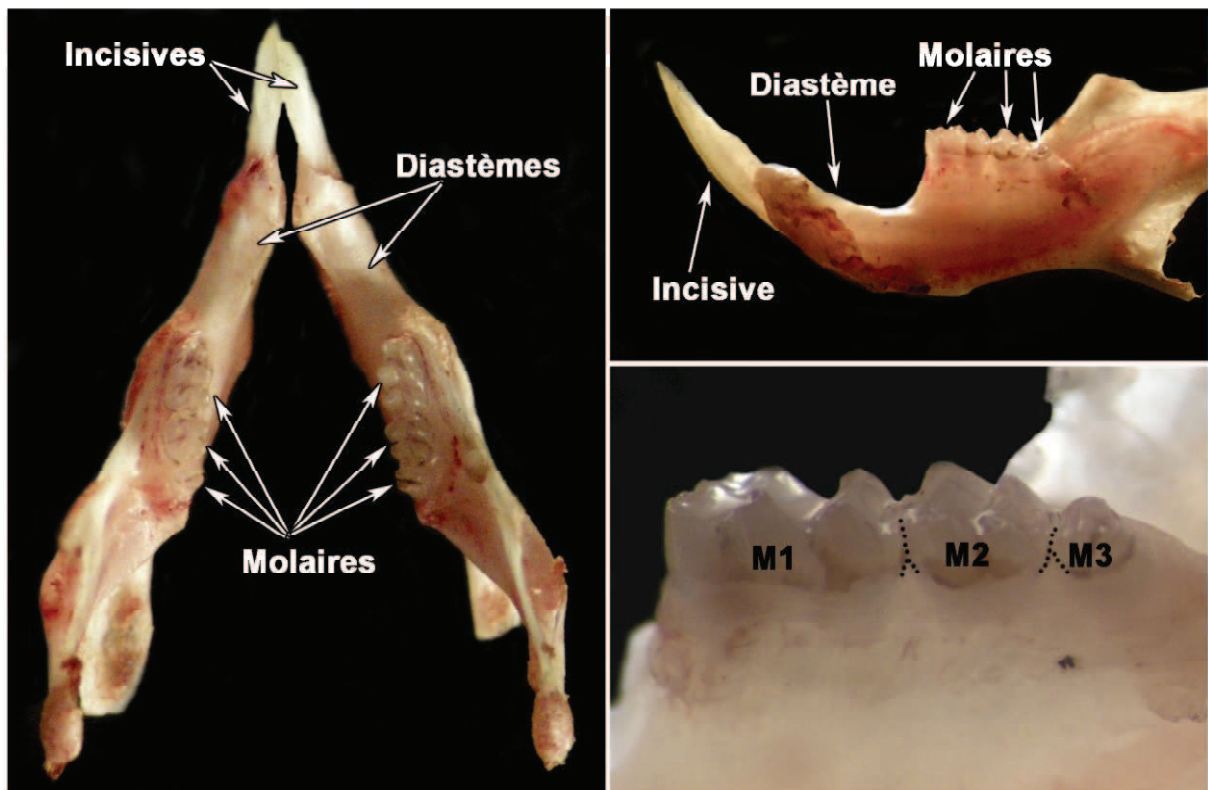 Incisives
Diastèmes
Molaires
Molaires
Diastème
Incisive
M1
M2
M3